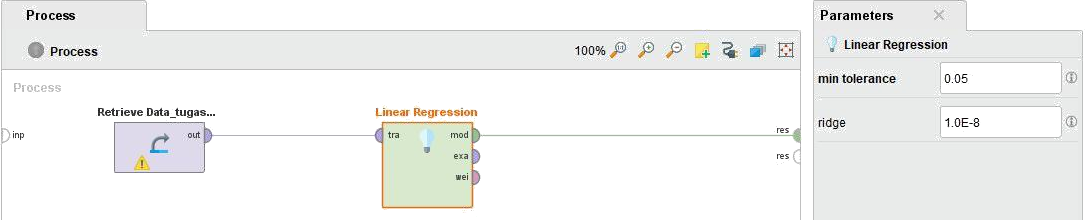 Process
Parameters
Process
100%
Linear Regression
Process
min tolerance
0.05
Retrieve Data_tugas...
Linear Regression
ridge
1.0E-8
inp
out
tra
mod
res
exa
res
wei